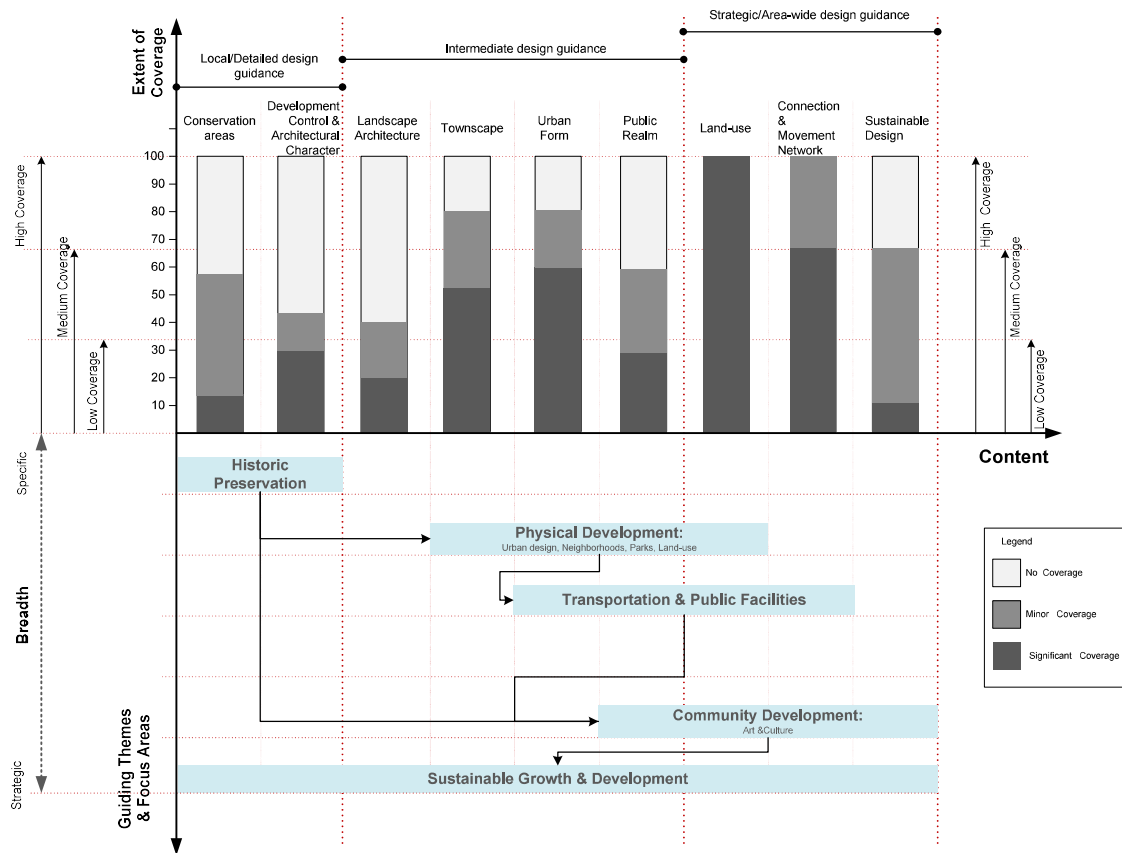 Strategic/Area-wide design guidance
Intermediate design guidance
Local/Detailed design
guidance
Extent of
Coverage
Conservation
areas
Development
Control &
Architectural
Character
Landscape
Architecture
Townscape
Urban
Form
Public
Realm
Land-use
Connection
&
Movement
Network
Sustainable
Design
100
90
80
70
60
50
40
30
20
10
High Coverage
Medium Coverage
Low Coverage
High Coverage
Medium Coverage
Low Coverage
Content
Specific
Breadth
Strategic
Guiding Themes
& Focus Areas
Historic
Preservation
Physical Development:
Urban design, Neighborhoods, Parks, Land-use
Transportation & Public Facilities
Community Development:
Art &Culture
Sustainable Growth & Development
Legend
No Coverage
Minor Coverage
Significant Coverage